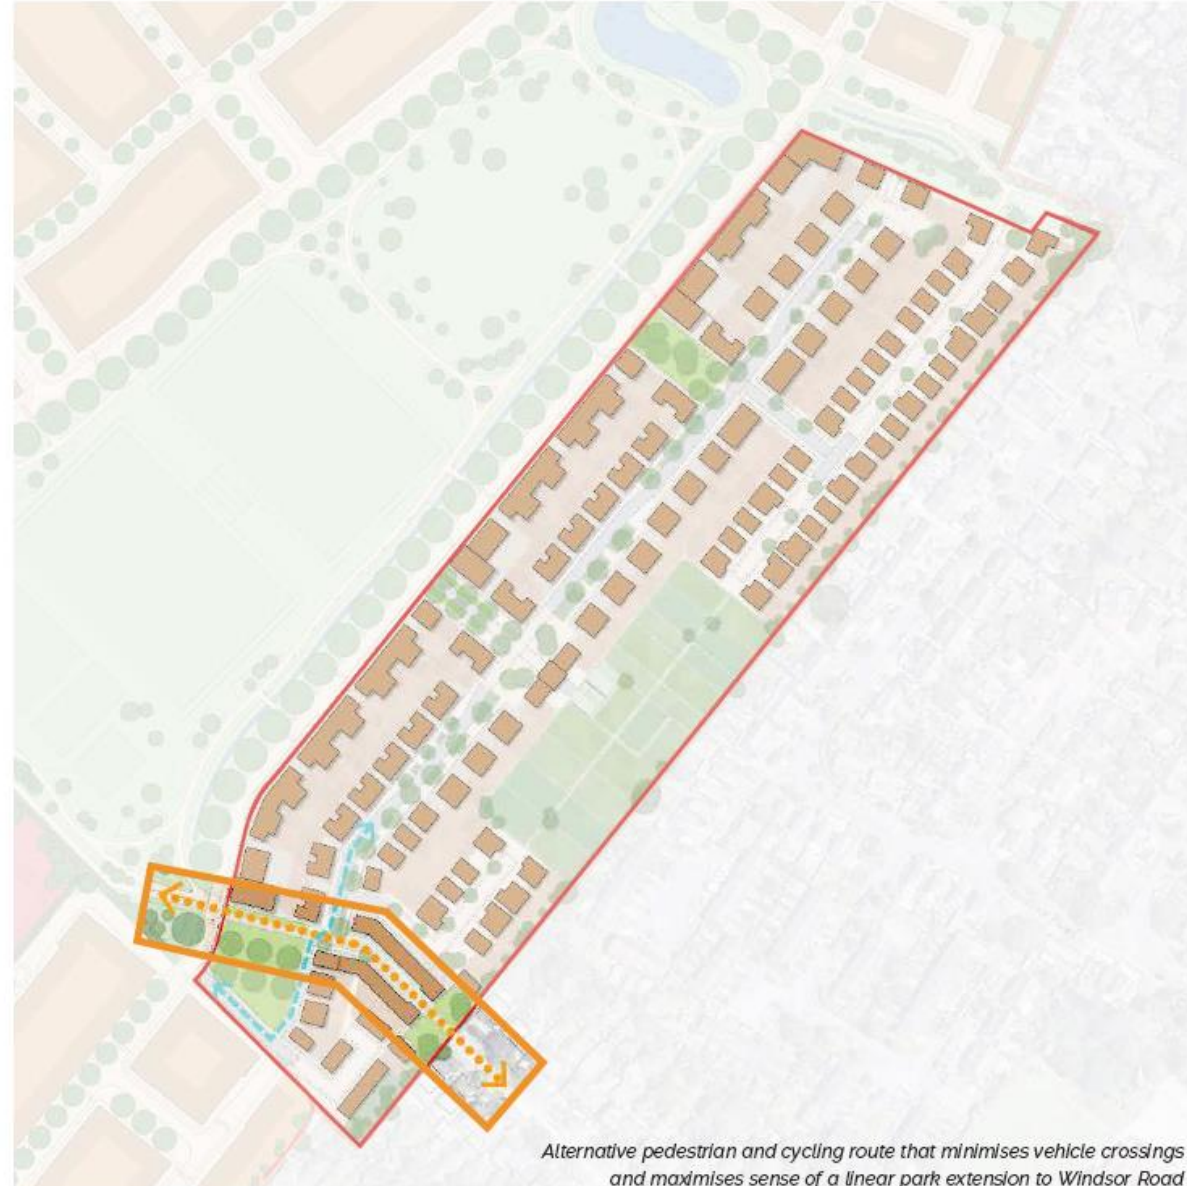 Alternative pedestrian and cycling route that minimises vehicle crossings
and maximises sense of a linear park extension to Windsor Road